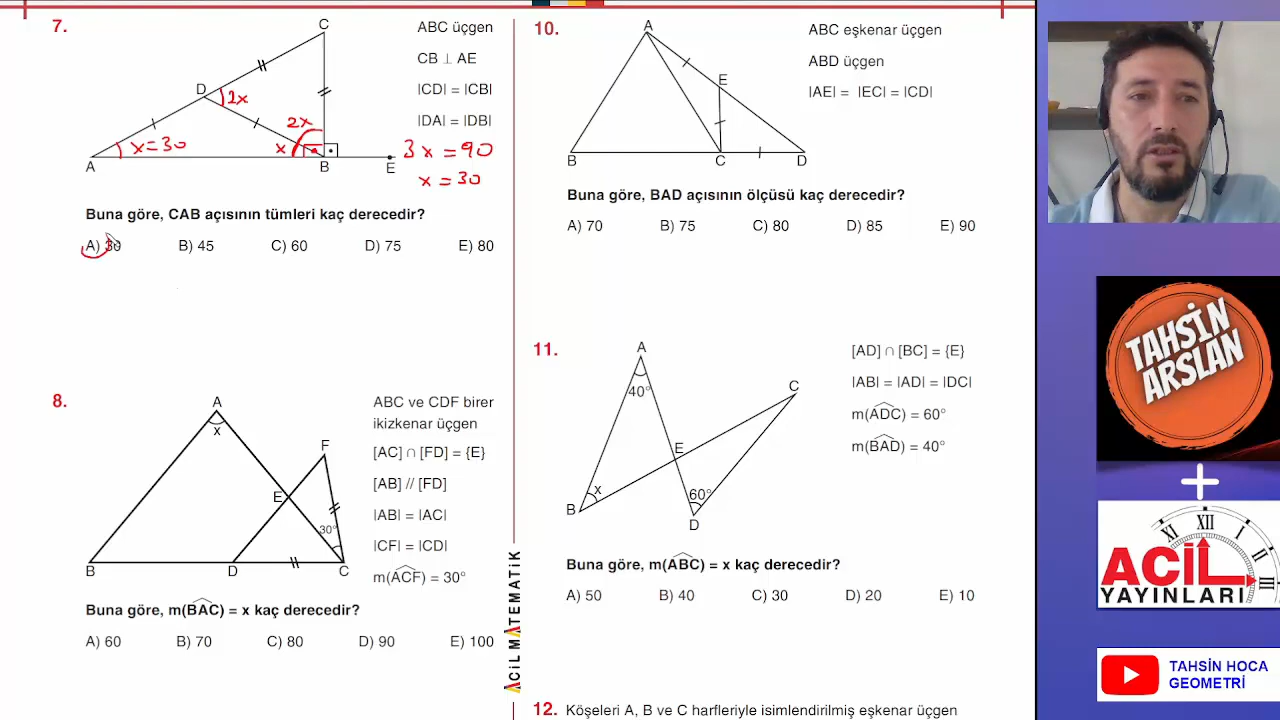 7.
C
D
A
B
E
2x
2x
x
x=30
3x=90
x=30
ABC üçgen
CB ⊥ AE
|CD| = |CB|
|DA| = |DB|
Buna göre, CAB açısının tümleri kaç derecedir?
A) 30 B) 45 C) 60 D) 75 E) 80
8.
A
x
F
E
30°
B
D
C
ABC ve CDF birer
ikizkenar üçgen
[AC] ∩ [FD] = {E}
[AB] // [FD]
|AB| = |AC|
|CF| = |CD|
m(ACF) = 30°
Buna göre, m(BAC) = x kaç derecedir?
A) 60 B) 70 C) 80 D) 90 E) 100
ACİL MATEMATİK
10.
A
E
B
C
D
ABC eşkenar üçgen
ABD üçgen
|AE| = |EC| = |CD|
Buna göre, BAD açısının ölçüsü kaç derecedir?
A) 70 B) 75 C) 80 D) 85 E) 90
11.
A
40°
C
E
x
60°
B
D
[AD] ∩ [BC] = {E}
|AB| = |AD| = |DC|
m(ADC) = 60°
m(BAD) = 40°
Buna göre, m(ABC) = x kaç derecedir?
A) 50 B) 40 C) 30 D) 20 E) 10
12. Köşeleri A, B ve C harfleriyle isimlendirilmiş eşkenar üçgen
TAHSİN
ARSLAN
+
XI XII I II III
ACİL
YAYINLARI
TAHSİN HOCA
GEOMETRİ